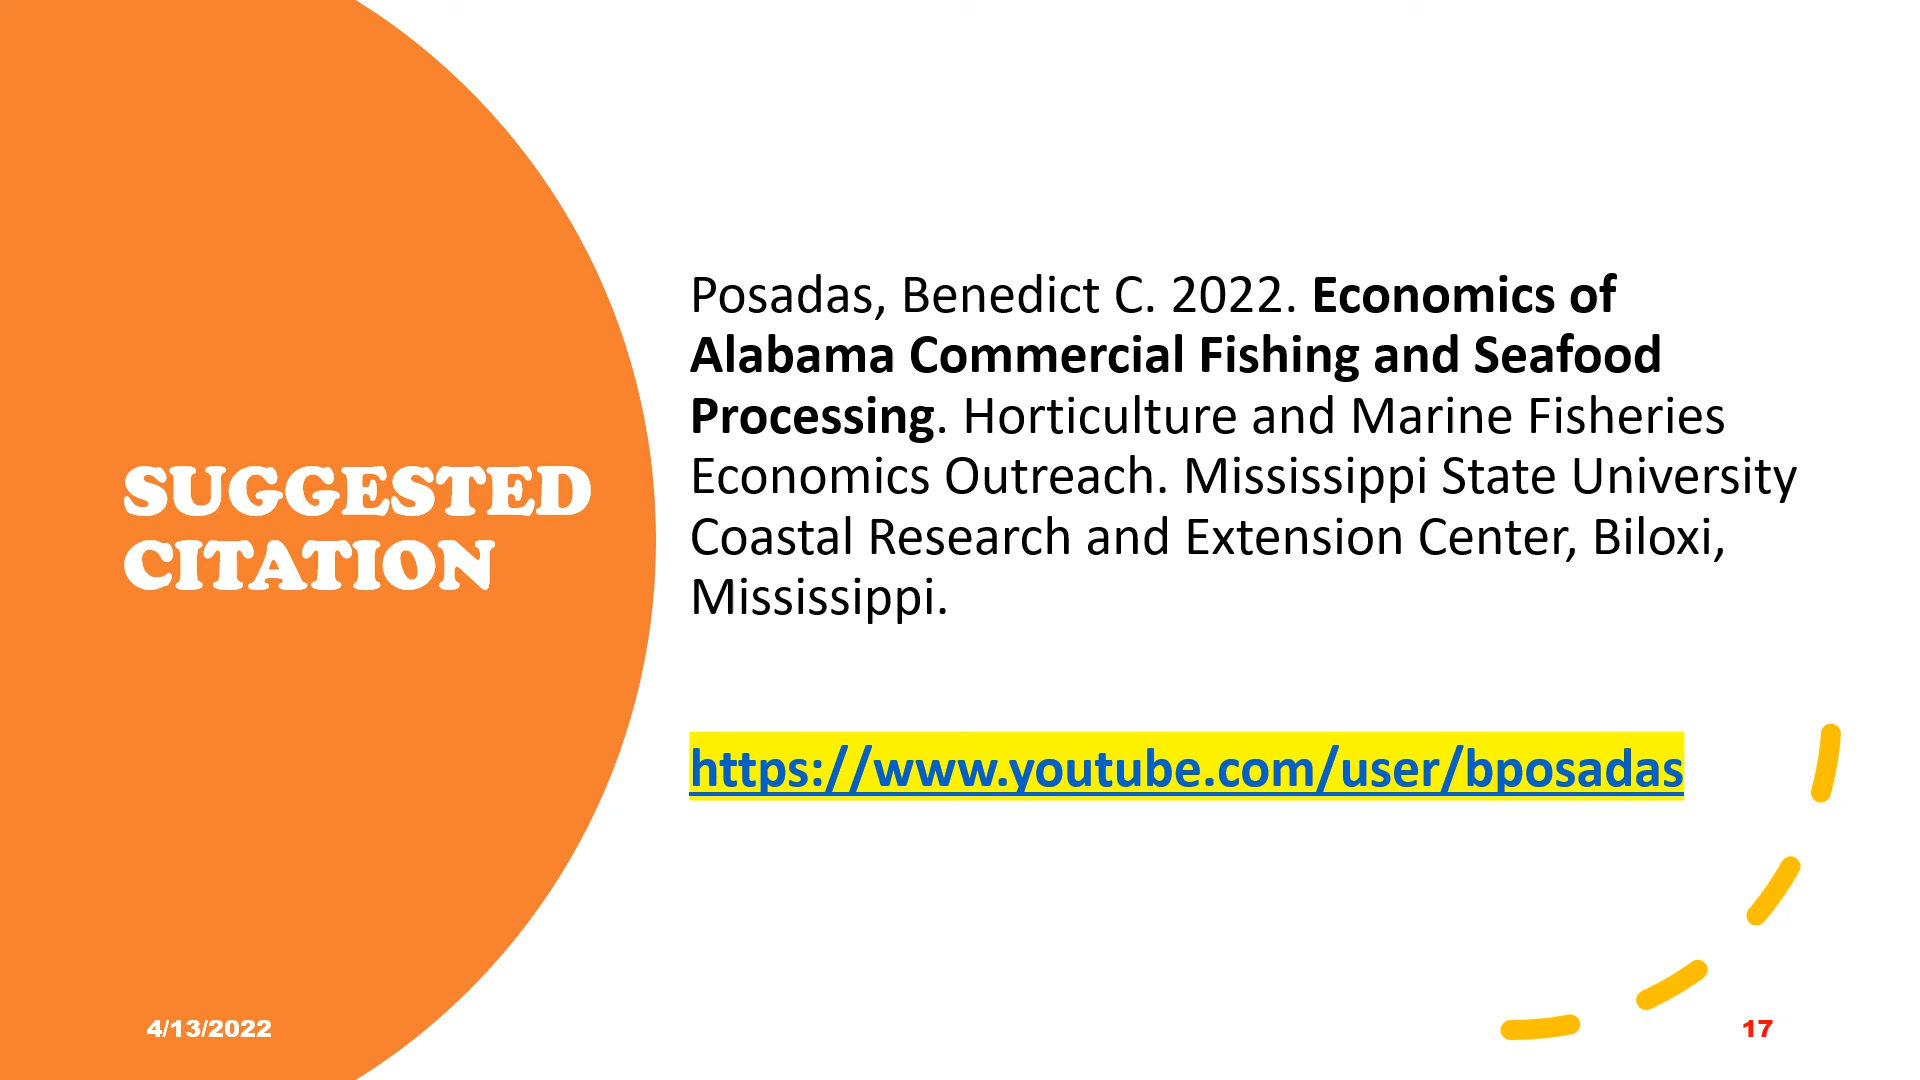 SUGGESTED
CITATION
Posadas, Benedict C. 2022. Economics of
Alabama Commercial Fishing and Seafood
Processing. Horticulture and Marine Fisheries
Economics Outreach. Mississippi State University
Coastal Research and Extension Center, Biloxi,
Mississippi.
https://www.youtube.com/user/bposadas
4/13/2022
17